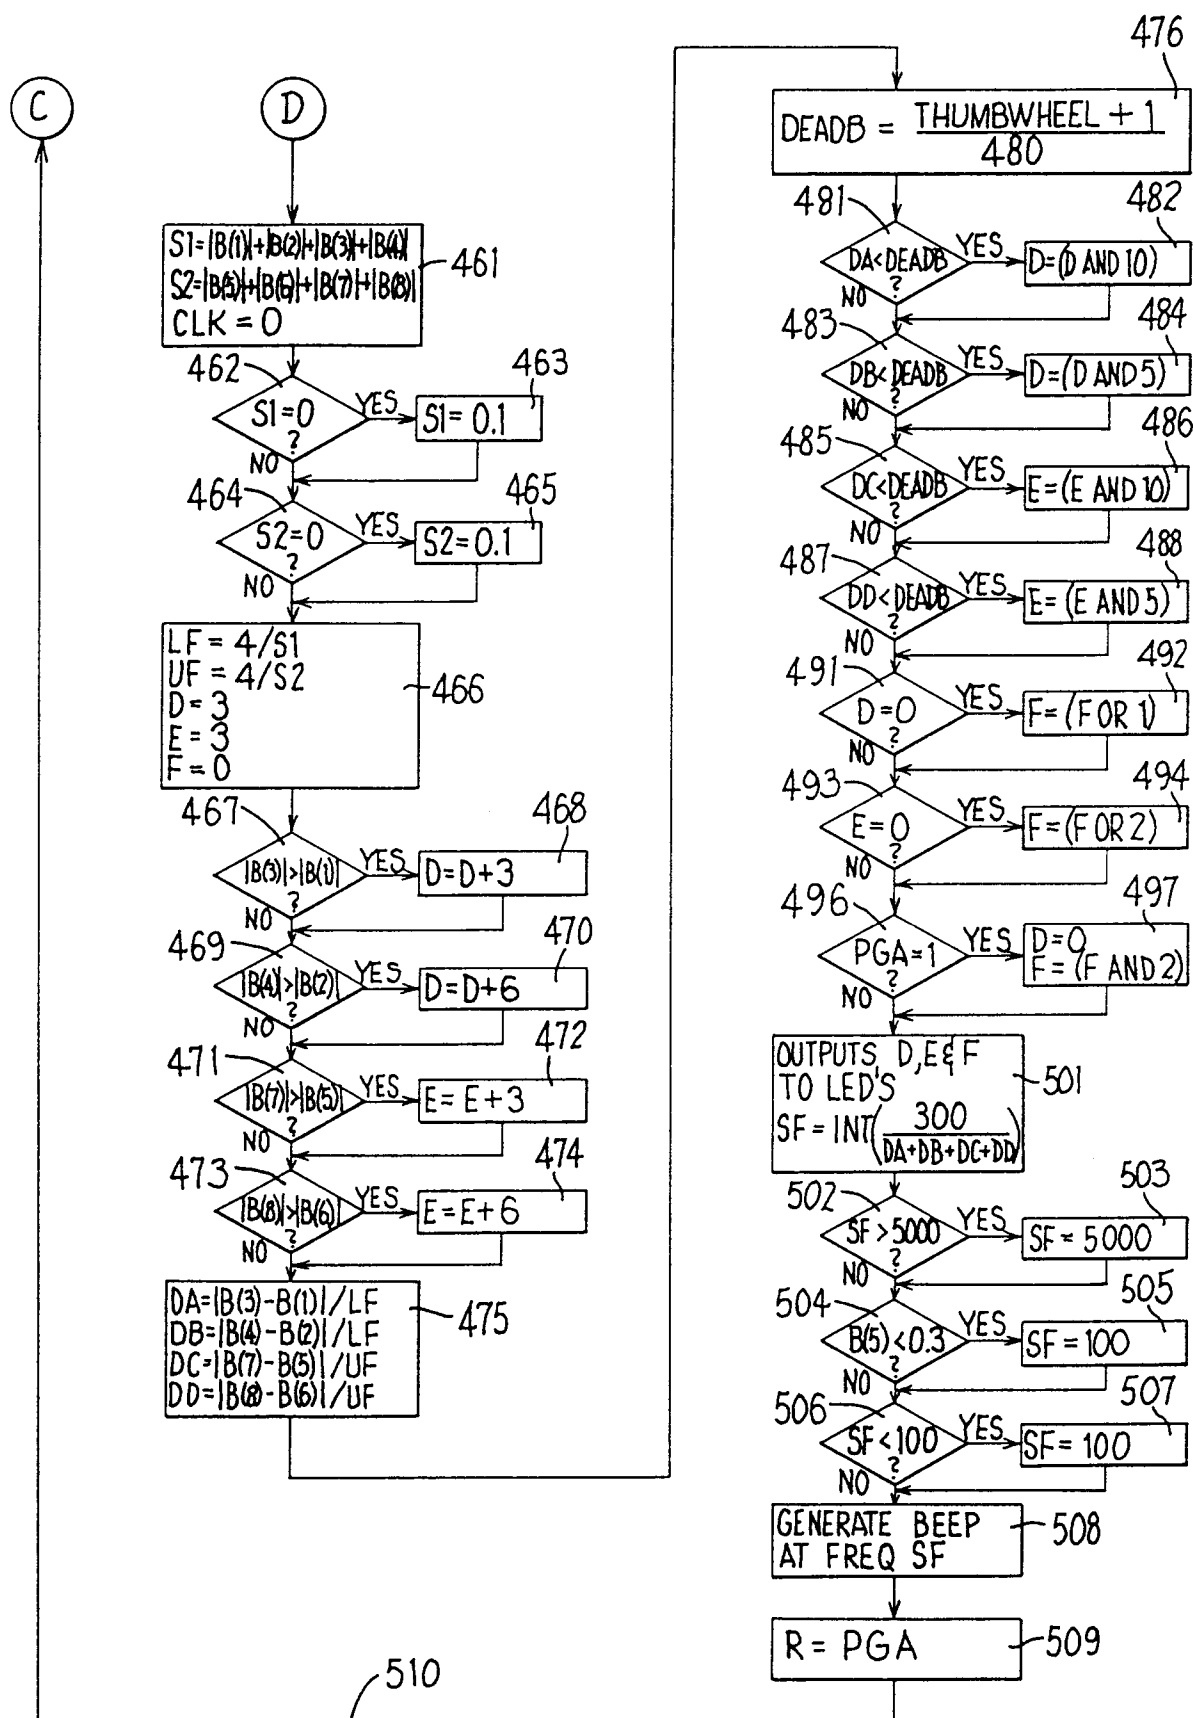 C
D
S1=|B(1)|+|B(2)|+|B(3)|+|B(4)|
S2=|B(5)|+|B(6)|+|B(7)|+|B(8)|
CLK = 0
461
462
S1=0
?
YES
NO
463
S1= 0.1
464
S2=0
?
YES
NO
465
S2=0.1
LF = 4/S1
UF = 4/S2
D= 3
E = 3
F = 0
466
467
|B(3)|>|B(1)|
?
YES
NO
468
D=D+3
469
|B(4)|>|B(2)|
?
YES
NO
470
D=D+6
471
|B(7)|>|B(5)|
?
YES
NO
472
E = E+3
473
|B(8)|>|B(6)|
?
YES
NO
474
E = E+6
DA=|B(3)-B(1)|/LF
DB=|B(4)-B(2)|/LF
DC=|B(7)-B(5)|/UF
DD=|B(8)-B(6)|/UF
475
476
DEADB = THUMBWHEEL + 1
480
481
DA<DEADB
?
YES
NO
482
D=(D AND 10)
483
DB<DEADB
?
YES
NO
484
D=(D AND 5)
485
DC<DEADB
?
YES
NO
486
E=(E AND 10)
487
DD<DEADB
?
YES
NO
488
E=(E AND 5)
491
D=0
?
YES
NO
492
F=(F OR 1)
493
E=0
?
YES
NO
494
F=(F OR 2)
496
PGA=1
?
YES
NO
497
D=0
F=(F AND 2)
OUTPUTS, D,E&F
TO LED'S
SF = INT(300
DA+DB+DC+DD)
501
502
SF>5000
?
YES
NO
503
SF = 5000
504
B(5)<0.3
?
YES
NO
505
SF=100
506
SF<100
?
YES
NO
507
SF= 100
GENERATE BEEP
AT FREQ SF
508
R= PGA
509
510